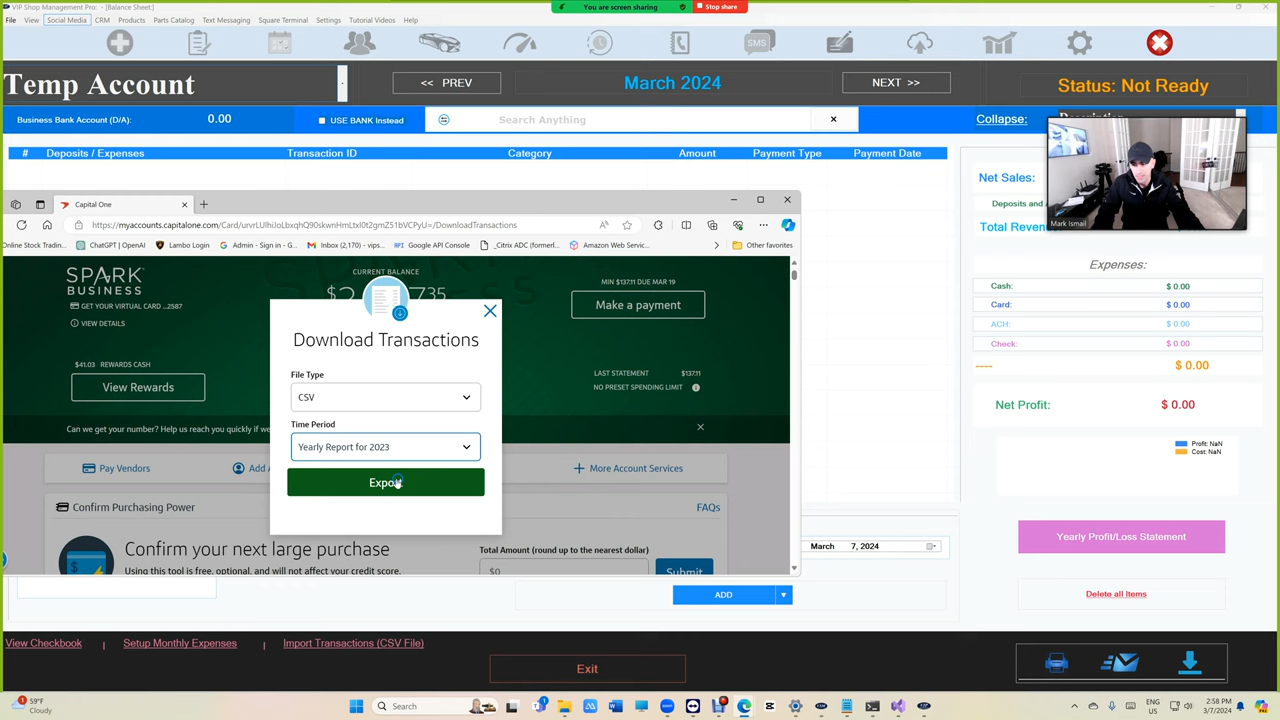 VIP Shop Management Pro: - [Balance Sheet:]
You are screen sharing
Stop share
File View Social Media CRM Products Parts Catalog Text Messaging Square Terminal Settings Tutorial Videos Help
SMS
Temp Account
<< PREV
March 2024
NEXT >>
Status: Not Ready
Business Bank Account (D/A):
0.00
USE BANK Instead
Search Anything
Collapse:
# Deposits / Expenses Transaction ID Category Amount Payment Type Payment Date
Net Sales:
Mark Ismail
Total Reven
Capital One
https://myaccounts.capitalone.com/Card/urvrLUlhiJoLbxqhQ90skwnHmLtxl0t2gmZ51bVCPyU=/DownloadTransactions
Online Stock Tradin... ChatGPT | OpenAI Lambo Login Admin - Sign in - G... Inbox (2,170) - vips... API Google API Console _Citrix ADC (formerl... Amazon Web Servic... Other favorites
SPARK BUSINESS
GET YOUR VIRTUAL CARD ...2587
VIEW DETAILS
CURRENT BALANCE
MIN $137.11 DUE MAR 19
Make a payment
$41.03 REWARDS CASH
View Rewards
LAST STATEMENT $137.11
NO PRESET SPENDING LIMIT
Can we get your number? Help us reach you quickly if we
Download Transactions
File Type
CSV
Time Period
Yearly Report for 2023
Export
Pay Vendors
More Account Services
Confirm Purchasing Power
FAQs
Confirm your next large purchase
Using this tool is free, optional, and will not affect your credit score.
Total Amount (round up to the nearest dollar)
$0
Submit
Expenses:
Cash: $ 0.00
Card: $ 0.00
ACH: $ 0.00
Check: $ 0.00
---- $ 0.00
Net Profit: $ 0.00
Profit: NaN
Cost: NaN
March 7, 2024
Yearly Profit/Loss Statement
ADD
Delete all Items
View Checkbook | Setup Monthly Expenses | Import Transactions (CSV File)
Exit
59°F
Cloudy
Search
ENG
US
2:58 PM
3/7/2024